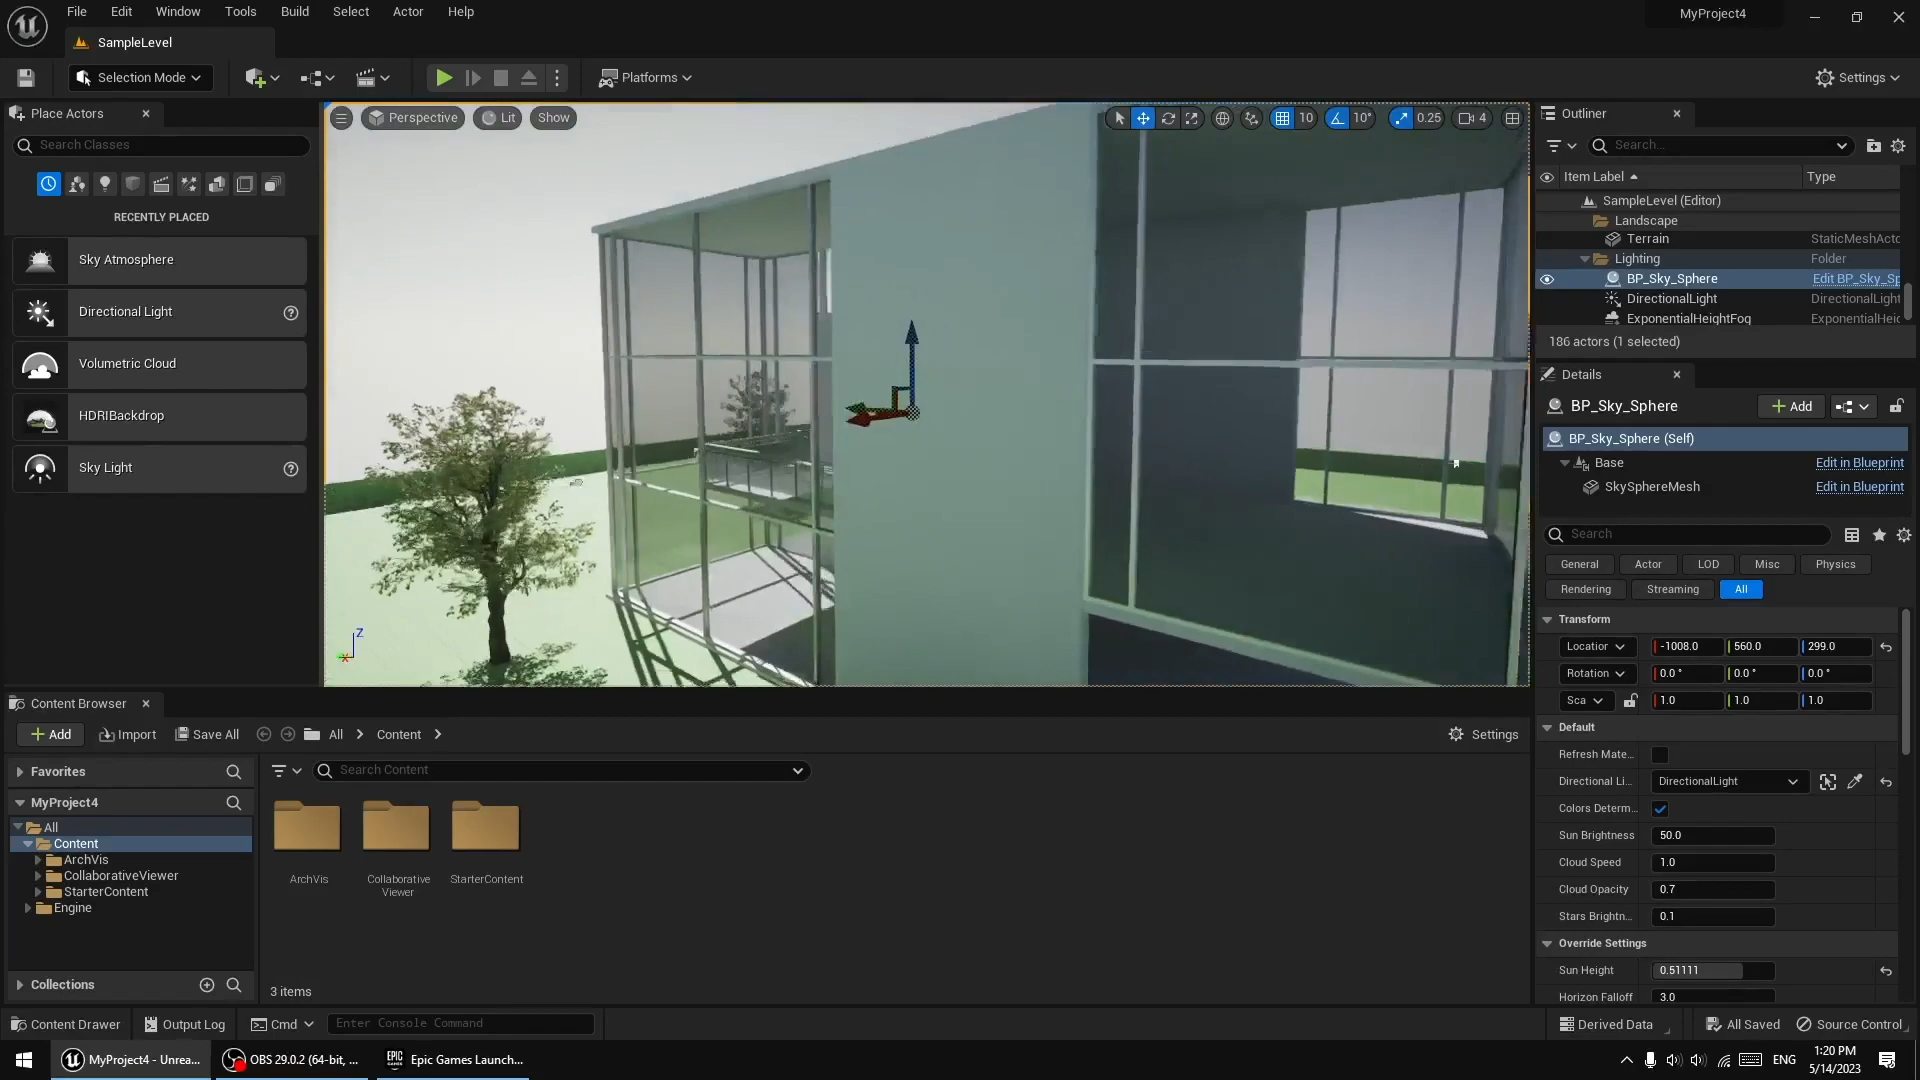 File Edit Window Tools Build Select Actor Help
MyProject4
SampleLevel
Selection Mode
Platforms
Settings
Place Actors
Search Classes
RECENTLY PLACED
Sky Atmosphere
Directional Light
Volumetric Cloud
HDRIBackdrop
Sky Light
Perspective Lit Show
10 10° 0.25 4
Z
X
Outliner
Search...
Item Label Type
SampleLevel (Editor)
Landscape
Terrain StaticMeshActo
Lighting Folder
BP_Sky_Sphere Edit BP_Sky_Sp
DirectionalLight DirectionalLight
ExponentialHeightFog ExponentialHeig
186 actors (1 selected)
Details
BP_Sky_Sphere Add
BP_Sky_Sphere (Self)
Base Edit in Blueprint
SkySphereMesh Edit in Blueprint
Search
General Actor LOD Misc Physics
Rendering Streaming All
Transform
Location -1008.0 560.0 299.0
Rotation 0.0 ° 0.0 ° 0.0 °
Sca 1.0 1.0 1.0
Default
Refresh Mate...
Directional Li... DirectionalLight
Colors Determ...
Sun Brightness 50.0
Cloud Speed 1.0
Cloud Opacity 0.7
Stars Brightn... 0.1
Override Settings
Sun Height 0.51111
Horizon Falloff 3.0
Content Browser
Add Import Save All All Content Settings
Favorites
Search Content
MyProject4
All
Content
ArchVis
CollaborativeViewer
StarterContent
Engine
Collections
ArchVis
Collaborative
Viewer
StarterContent
3 items
Content Drawer Output Log Cmd Enter Console Command Derived Data All Saved Source Control
MyProject4 - Unrea...
OBS 29.0.2 (64-bit, ...
EPIC
GAMES
Epic Games Launch...
ENG
1:20 PM
5/14/2023